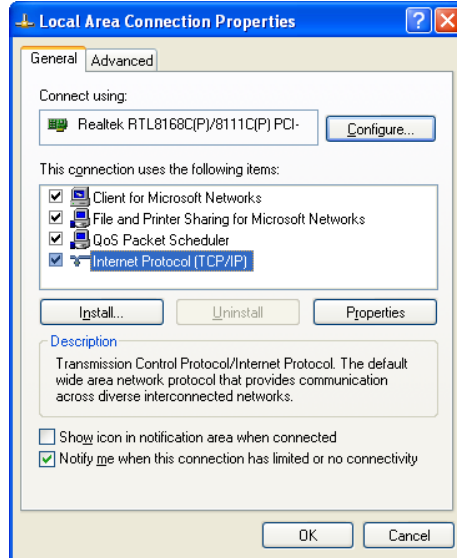 Local Area Connection Properties
General
Advanced
Connect using:
Realtek RTL8168C(P)/8111C(P) PCI-
Configure...
This connection uses the following items:
Client for Microsoft Networks
File and Printer Sharing for Microsoft Networks
QoS Packet Scheduler
Internet Protocol (TCP/IP)
Install...
Uninstall
Properties
Description
Transmission Control Protocol/Internet Protocol. The default
wide area network protocol that provides communication
across diverse interconnected networks.
Show icon in notification area when connected
Notify me when this connection has limited or no connectivity
OK
Cancel